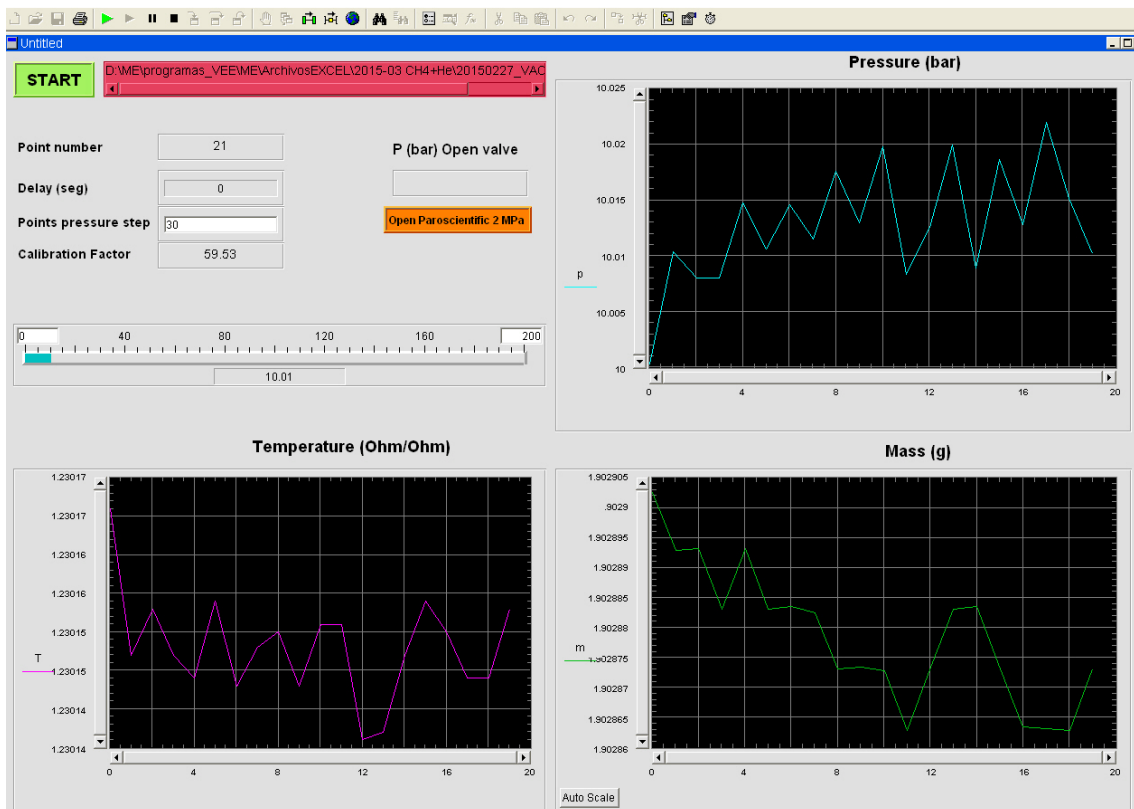 Untitled
START
D:\ME\programas_VEE\ME\ArchivosEXCEL\2015-03 CH4+He\20150227_VAC
Point number 21
Delay (seg) 0
Points pressure step 30
Calibration Factor 59.53
P (bar) Open valve
Open Paroscientific 2 MPa
0 40 80 120 160 200
10.01
Pressure (bar)
10.025
10.02
10.015
10.01
p
10.005
10
0 4 8 12 16 20
Temperature (Ohm/Ohm)
1.23017
1.23017
1.23016
1.23016
1.23015
T
1.23015
1.23014
1.23014
0 4 8 12 16 20
Mass (g)
1.902905
.9029
1.902895
1.90289
1.902885
1.90288
m
1.902875
1.90287
1.902865
1.90286
0 4 8 12 16 20
Auto Scale